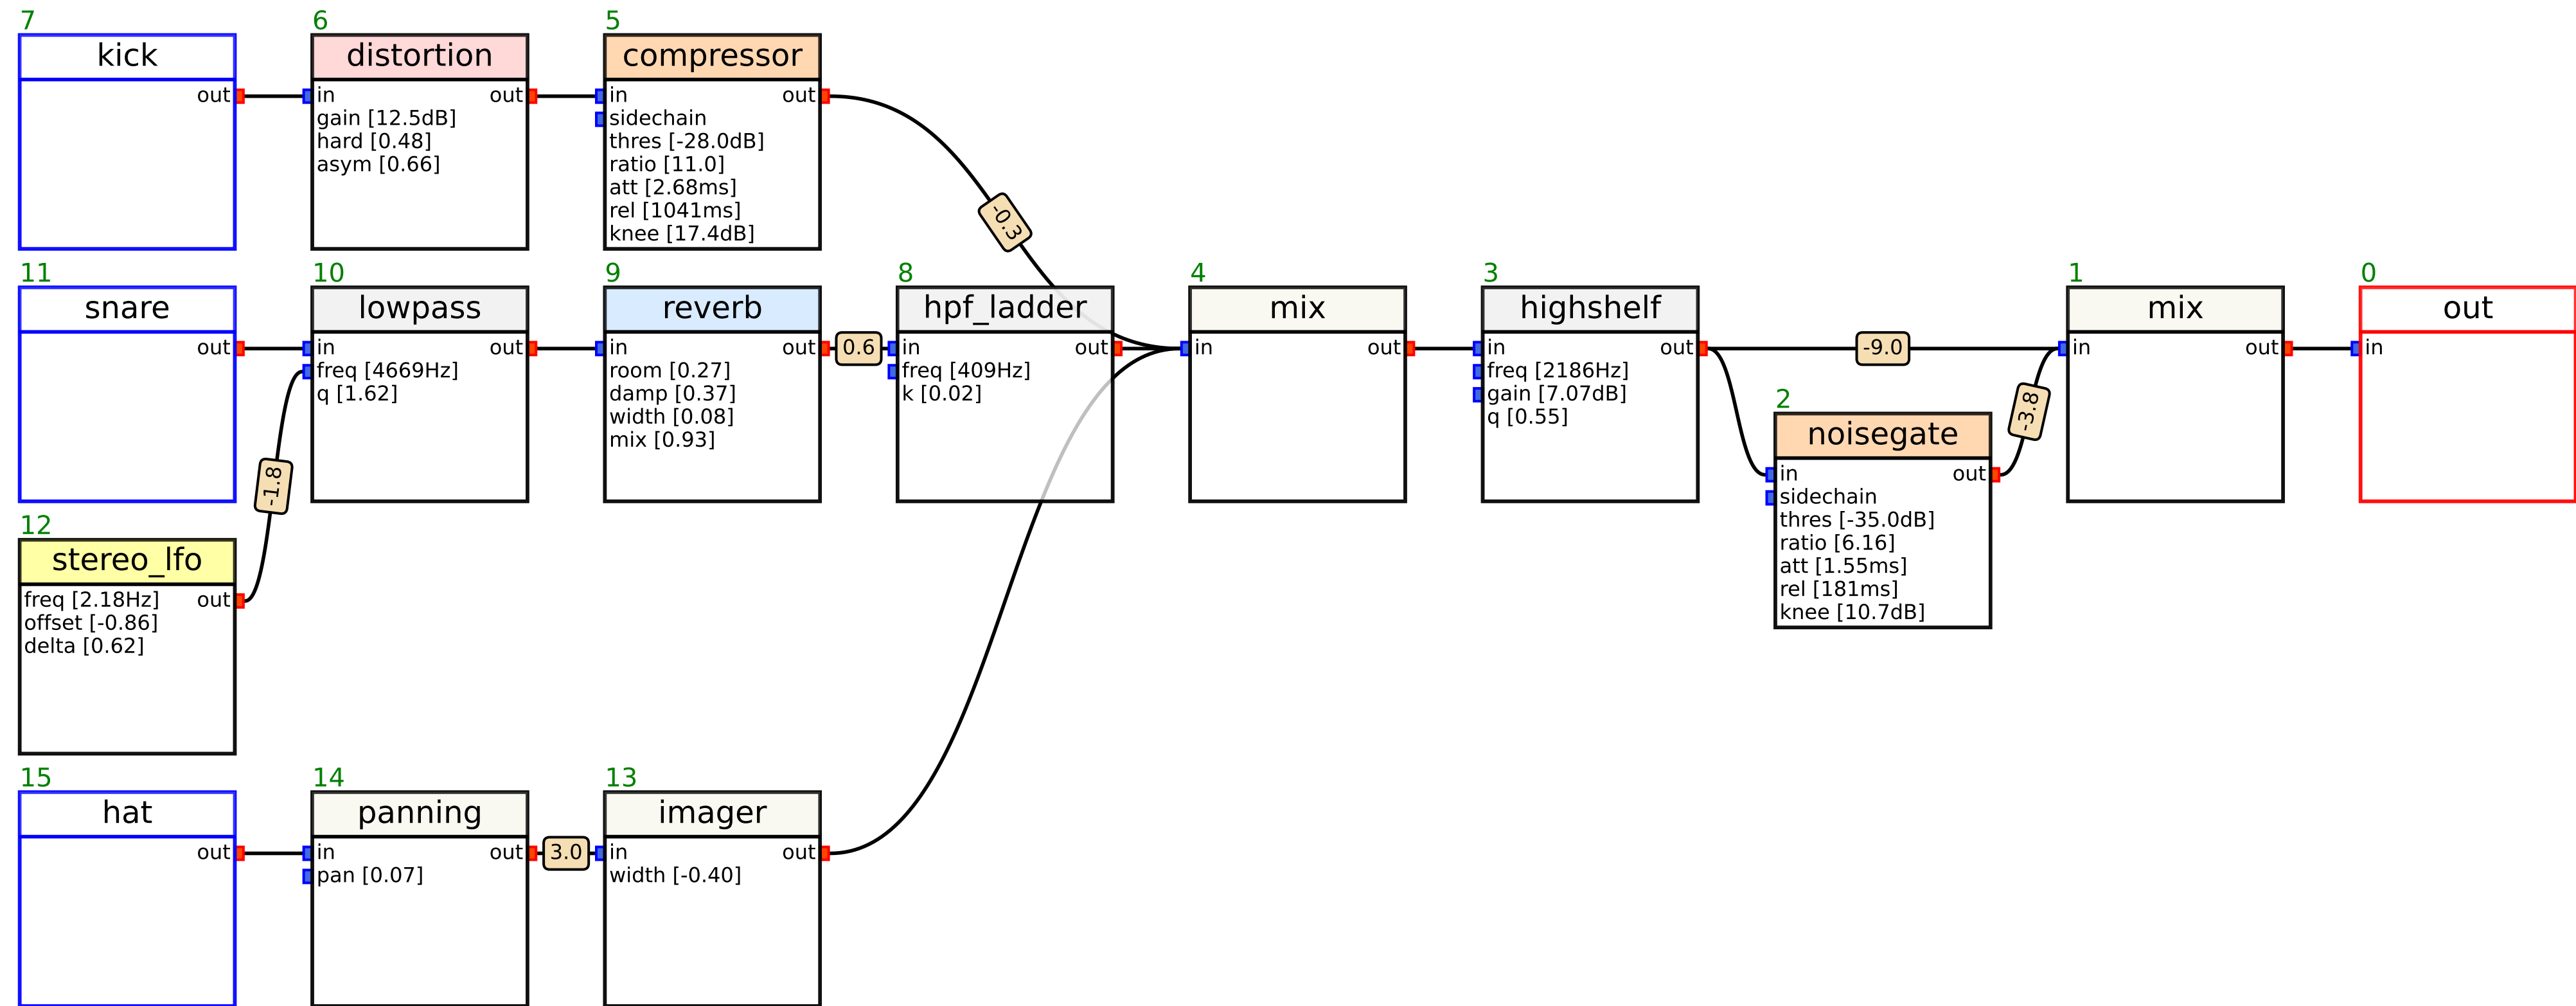 7
kick
out
6
distortion
in out
gain [12.5dB]
hard [0.48]
asym [0.66]
5
compressor
in out
sidechain
thres [-28.0dB]
ratio [11.0]
att [2.68ms]
rel [1041ms]
knee [17.4dB]
-0.3
11
snare
out
10
lowpass
in out
freq [4669Hz]
q [1.62]
9
reverb
in out
room [0.27]
damp [0.37]
width [0.08]
mix [0.93]
0.6
8
hpf_ladder
in out
freq [409Hz]
k [0.02]
4
mix
in out
3
highshelf
in out
freq [2186Hz]
gain [7.07dB]
q [0.55]
-9.0
2
noisegate
in out
sidechain
thres [-35.0dB]
ratio [6.16]
att [1.55ms]
rel [181ms]
knee [10.7dB]
-3.8
1
mix
in out
0
out
in
12
stereo_lfo
freq [2.18Hz] out
offset [-0.86]
delta [0.62]
-1.8
15
hat
out
14
panning
in out
pan [0.07]
3.0
13
imager
in out
width [-0.40]